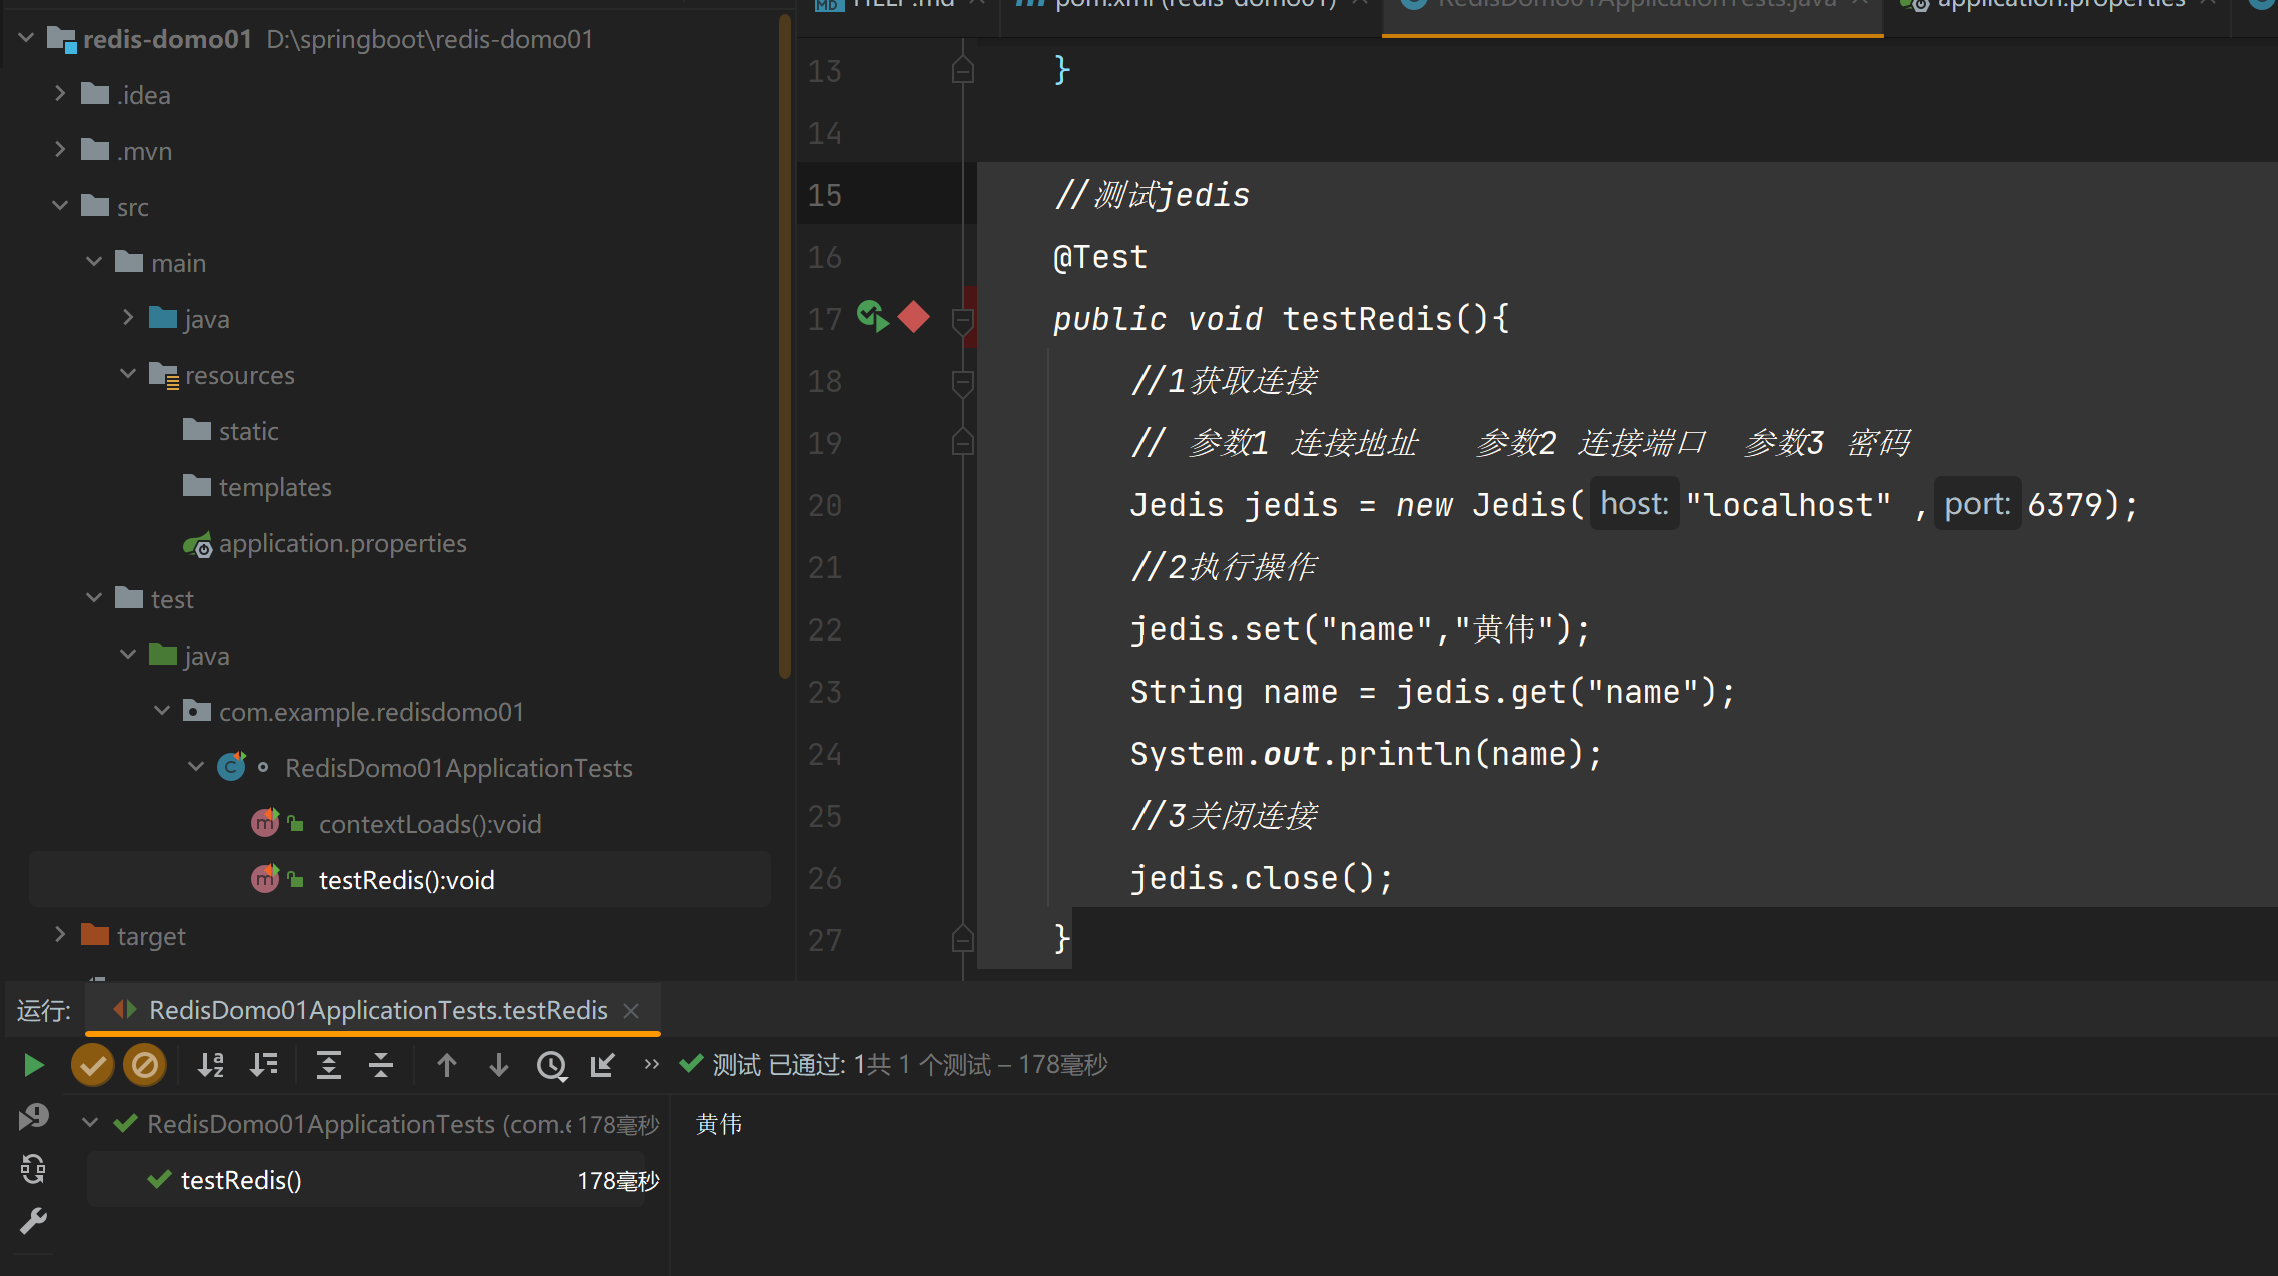 redis-domo01 D:\springboot\redis-domo01
.idea
.mvn
src
main
java
resources
static
templates
application.properties
test
java
com.example.redisdomo01
RedisDomo01ApplicationTests
contextLoads():void
testRedis():void
target
HELP.md
pom.xml (redis-domo01)
RedisDomo01ApplicationTests.java
application.properties
13 }
14
15 //测试jedis
16 @Test
17 public void testRedis(){
18 //1获取连接
19 // 参数1 连接地址 参数2 连接端口 参数3 密码
20 Jedis jedis = new Jedis( host: "localhost" , port: 6379);
21 //2执行操作
22 jedis.set("name","黄伟");
23 String name = jedis.get("name");
24 System.out.println(name);
25 //3关闭连接
26 jedis.close();
27 }
运行: RedisDomo01ApplicationTests.testRedis
测试 已通过: 1共 1 个测试 – 178毫秒
RedisDomo01ApplicationTests (com.e 178毫秒
testRedis() 178毫秒
黄伟